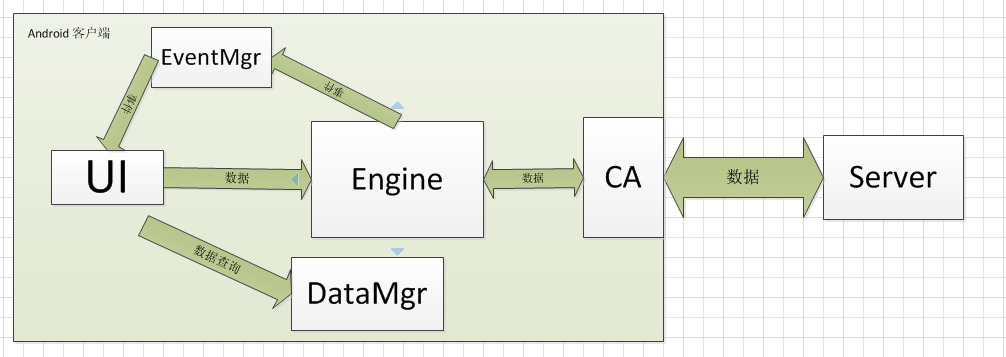 Android 客户端
EventMgr
事件
事件
UI
数据
Engine
数据
CA
数据
Server
数据查询
DataMgr